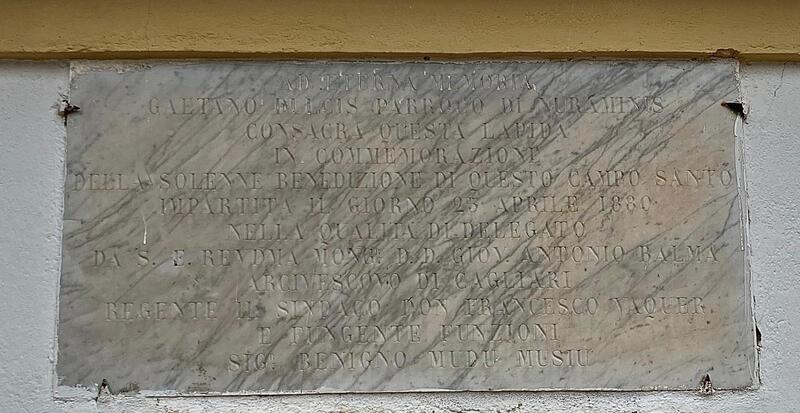 AD ETERNA MEMORIA
GAETANO DULCIS PARROCO DI NURAMINIS
CONSACRA QUESTA LAPIDA
IN COMMEMORAZIONE
DELLA SOLENNE BENEDIZIONE DI QUESTO CAMPO SANTO
IMPARTITA IL GIORNO 25 APRILE 1880
NELLA QUALITÀ DI DELEGATO
DA S. E. REVDMA MONG. D. D. GIOV. ANTONIO BALMA
ARCIVESCOVO DI CAGLIARI
REGENTE IL SINDACO DON FRANCESCO VAQUER
E FUNGENTE FUNZIONI
SIG. BENIGNO MUDU MUSIU